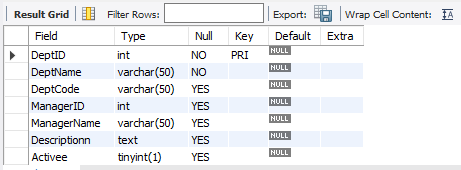 Result Grid Filter Rows: Export: Wrap Cell Content: IA
Field Type Null Key Default Extra
DeptID int NO PRI NULL
DeptName varchar(50) NO NULL
DeptCode varchar(50) YES NULL
ManagerID int YES NULL
ManagerName varchar(50) YES NULL
Descriptionn text YES NULL
Activee tinyint(1) YES NULL